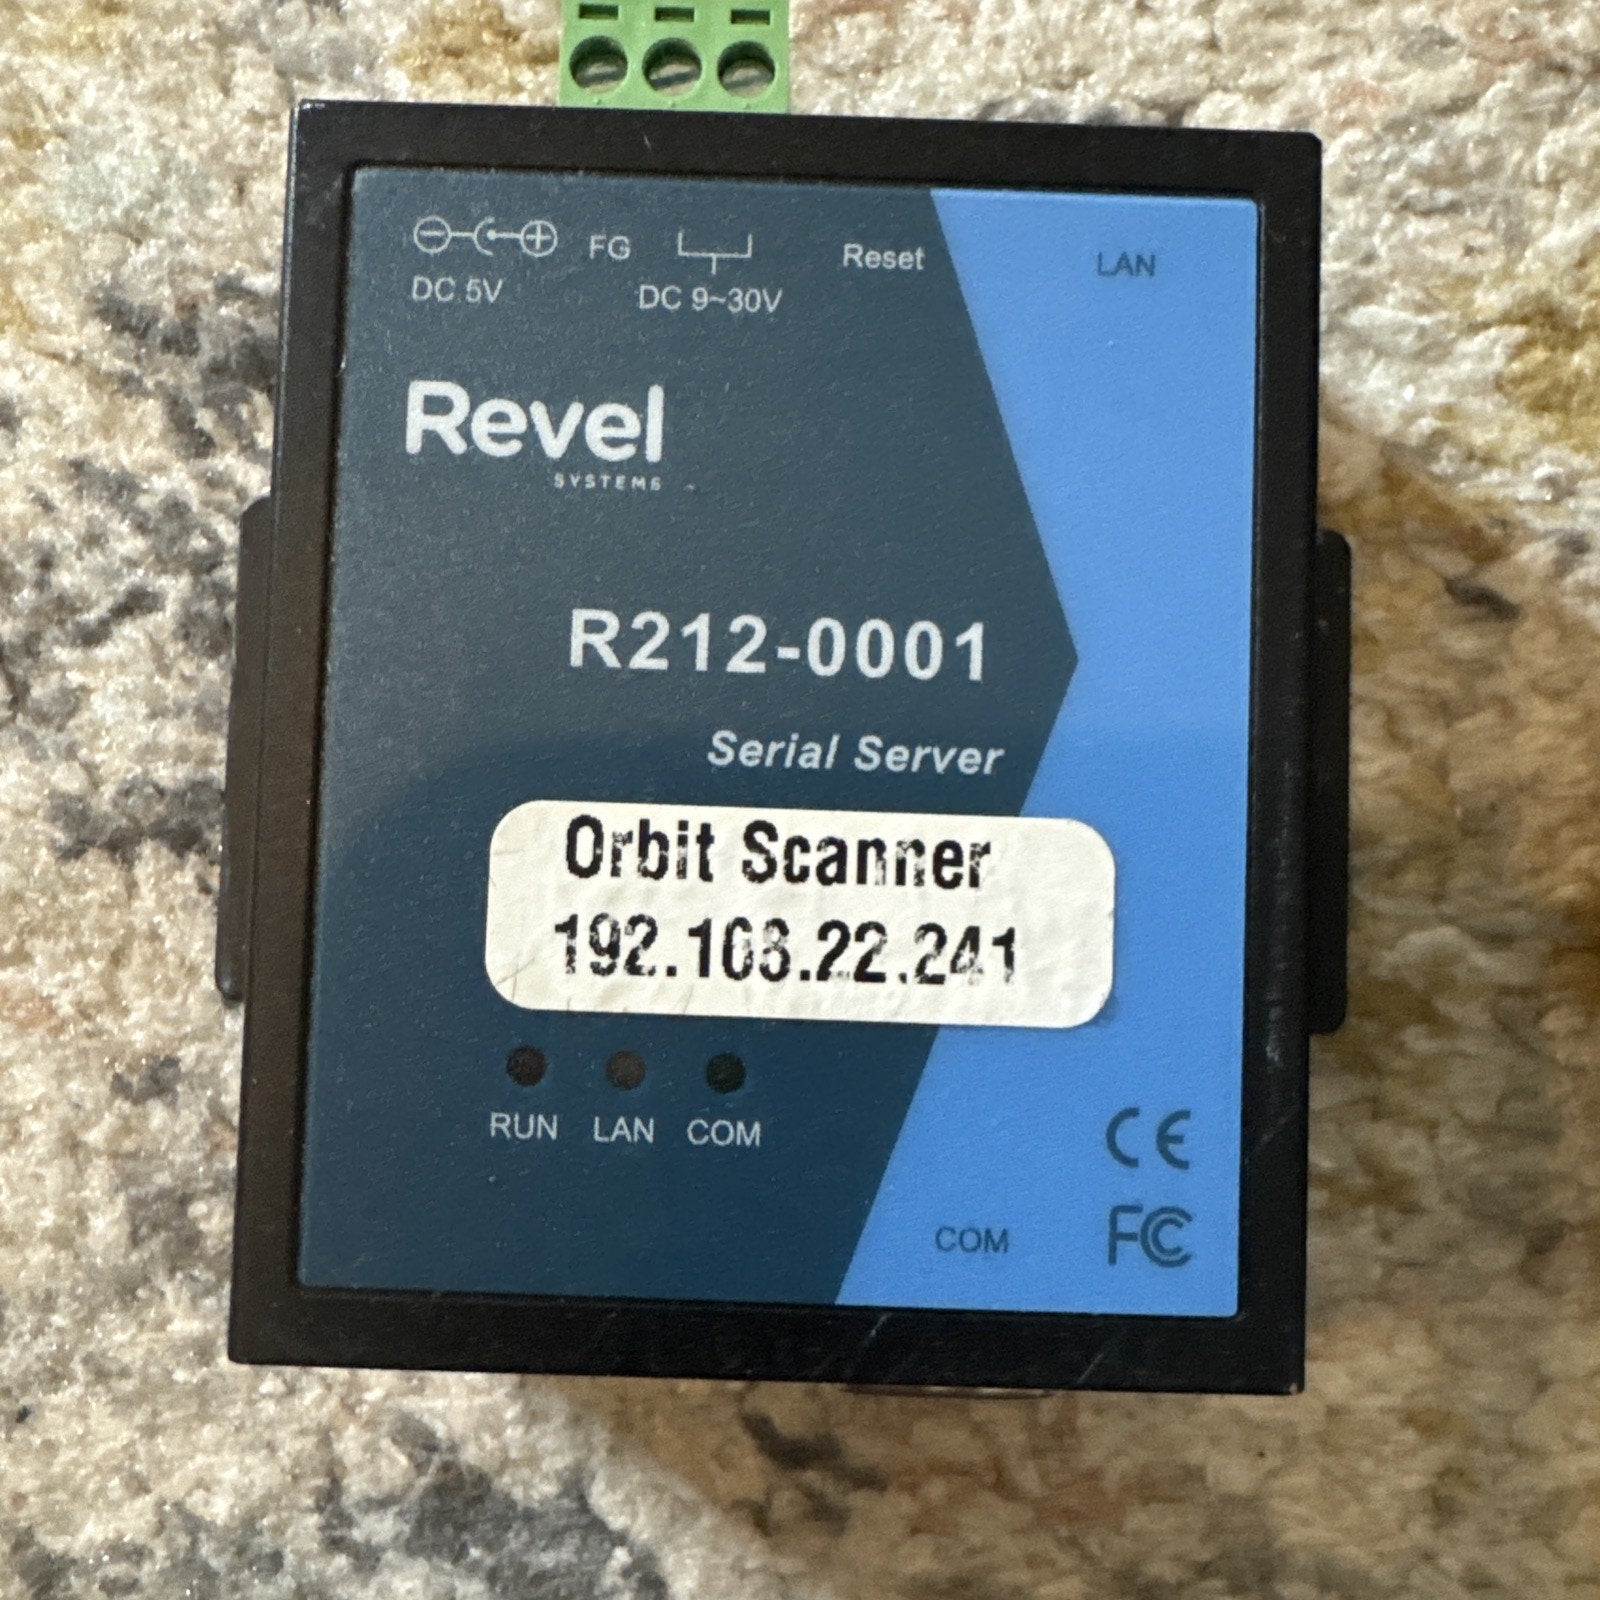 FG Reset LAN
DC 5V DC 9~30V
Revel
SYSTEMS
R212-0001
Serial Server
Orbit Scanner
192.168.22.241
RUN LAN COM
CE
COM FC